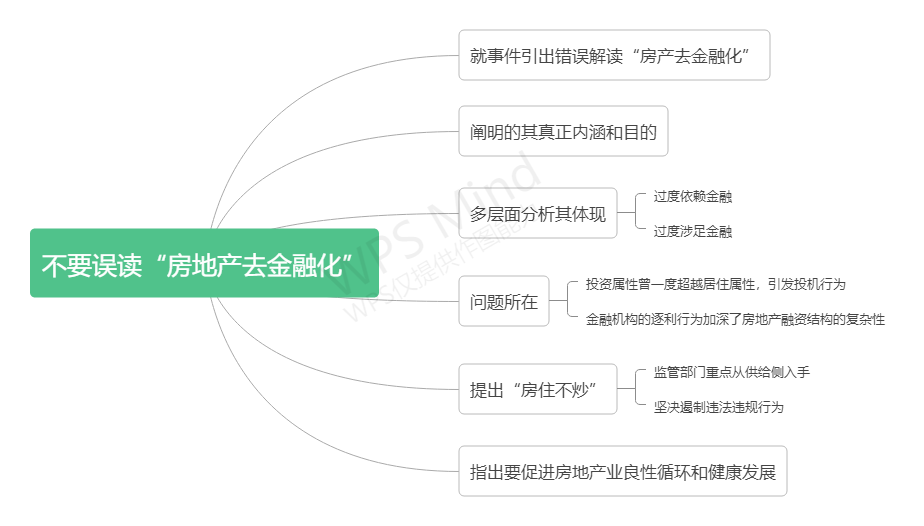 就事件引出错误解读“房产去金融化”
阐明的其真正内涵和目的
多层面分析其体现
过度依赖金融
过度涉足金融
不要误读“房地产去金融化”
问题所在
投资属性曾一度超越居住属性，引发投机行为
金融机构的逐利行为加深了房地产融资结构的复杂性
提出“房住不炒”
监管部门重点从供给侧入手
坚决遏制违法违规行为
指出要促进房地产业良性循环和健康发展
WPS Mind
WPS仅提供作图能